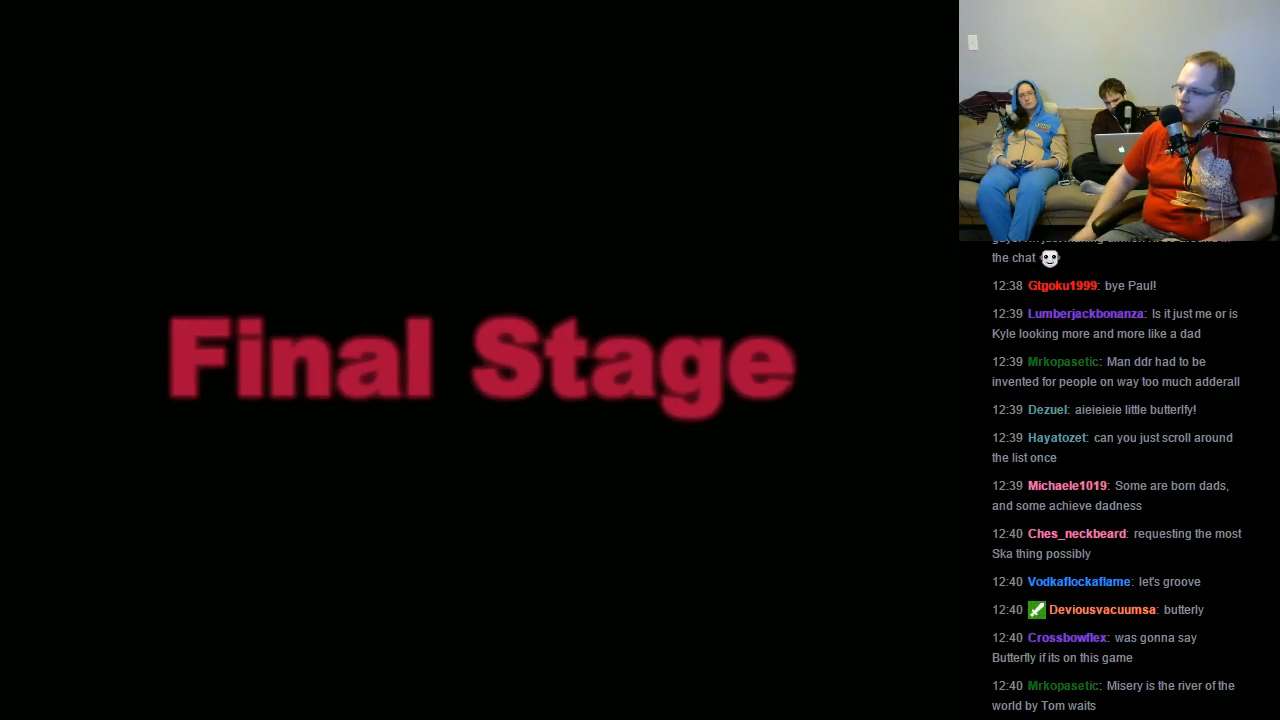 Final Stage
the chat
12:38 Gtgoku1999: bye Paul!
12:39 Lumberjackbonanza: Is it just me or is
Kyle looking more and more like a dad
12:39 Mrkopasetic: Man ddr had to be
invented for people on way too much adderall
12:39 Dezuel: aieieieie little butterlfy!
12:39 Hayatozet: can you just scroll around
the list once
12:39 Michaele1019: Some are born dads,
and some achieve dadness
12:40 Ches_neckbeard: requesting the most
Ska thing possibly
12:40 Vodkaflockaflame: let's groove
12:40 Deviousvacuumsa: butterly
12:40 Crossbowflex: was gonna say
Butterfly if its on this game
12:40 Mrkopasetic: Misery is the river of the
world by Tom waits